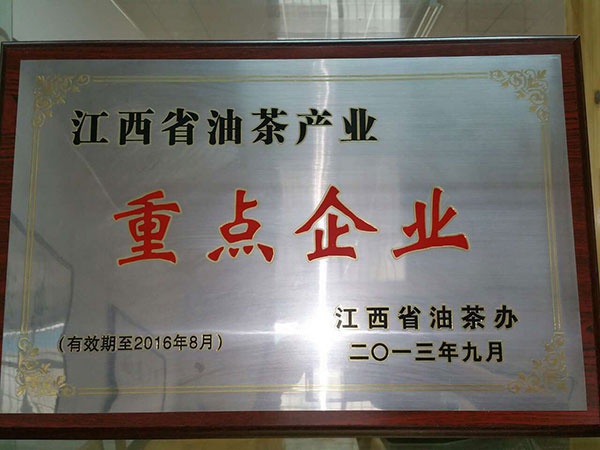 江西省油茶产业
重点企业
江西省油茶办
(有效期至2016年8月)
二〇一三年九月